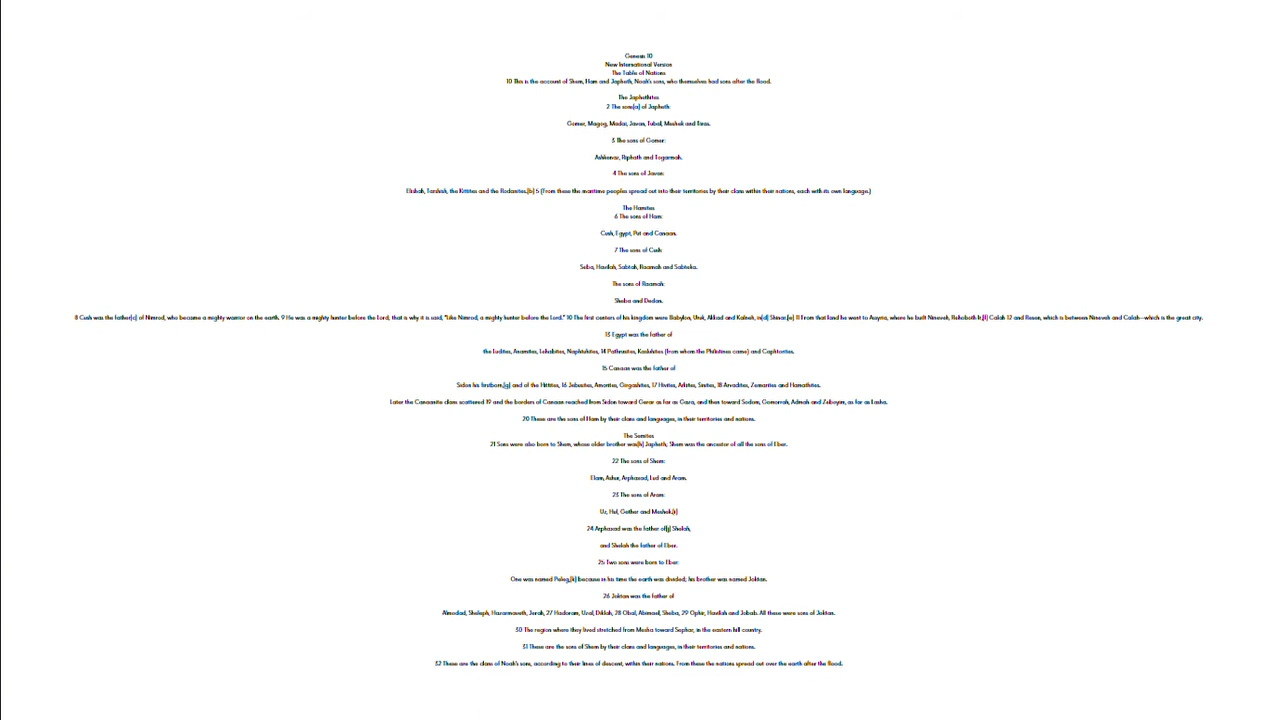 Genesis 10
New International Version
The Table of Nations
10 This is the account of Shem, Ham and Japheth, Noah's sons, who themselves had sons after the flood.
The Japhethites
2 The sons[a] of Japheth:
Gomer, Magog, Madai, Javan, Tubal, Meshek and Tiras.
3 The sons of Gomer:
Ashkenaz, Riphath and Togarmah.
4 The sons of Javan:
Elishah, Tarshish, the Kittites and the Rodanites.[b] 5 (From these the maritime peoples spread out into their territories by their clans within their nations, each with its own language.)
The Hamites
6 The sons of Ham:
Cush, Egypt, Put and Canaan.
7 The sons of Cush:
Seba, Havilah, Sabtah, Raamah and Sabteka.
The sons of Raamah:
Sheba and Dedan.
8 Cush was the father[c] of Nimrod, who became a mighty warrior on the earth. 9 He was a mighty hunter before the Lord; that is why it is said, "Like Nimrod, a mighty hunter before the Lord." 10 The first centers of his kingdom were Babylon, Uruk, Akkad and Kalneh, in[d] Shinar.[e] 11 From that land he went to Assyria, where he built Nineveh, Rehoboth Ir,[f] Calah 12 and Resen, which is between Nineveh and Calah—which is the great city.
13 Egypt was the father of
the Ludites, Anamites, Lehabites, Naphtuhites, 14 Pathrusites, Kasluhites (from whom the Philistines came) and Caphtorites.
15 Canaan was the father of
Sidon his firstborn,[g] and of the Hittites, 16 Jebusites, Amorites, Girgashites, 17 Hivites, Arkites, Sinites, 18 Arvadites, Zemarites and Hamathites.
Later the Canaanite clans scattered 19 and the borders of Canaan reached from Sidon toward Gerar as far as Gaza, and then toward Sodom, Gomorrah, Admah and Zeboyim, as far as Lasha.
20 These are the sons of Ham by their clans and languages, in their territories and nations.
The Semites
21 Sons were also born to Shem, whose older brother was[h] Japheth; Shem was the ancestor of all the sons of Eber.
22 The sons of Shem:
Elam, Ashur, Arphaxad, Lud and Aram.
23 The sons of Aram:
Uz, Hul, Gether and Meshek.[i]
24 Arphaxad was the father of[j] Shelah,
and Shelah the father of Eber.
25 Two sons were born to Eber:
One was named Peleg,[k] because in his time the earth was divided; his brother was named Joktan.
26 Joktan was the father of
Almodad, Sheleph, Hazarmaveth, Jerah, 27 Hadoram, Uzal, Diklah, 28 Obal, Abimael, Sheba, 29 Ophir, Havilah and Jobab. All these were sons of Joktan.
30 The region where they lived stretched from Mesha toward Sephar, in the eastern hill country.
31 These are the sons of Shem by their clans and languages, in their territories and nations.
32 These are the clans of Noah's sons, according to their lines of descent, within their nations. From these the nations spread out over the earth after the flood.